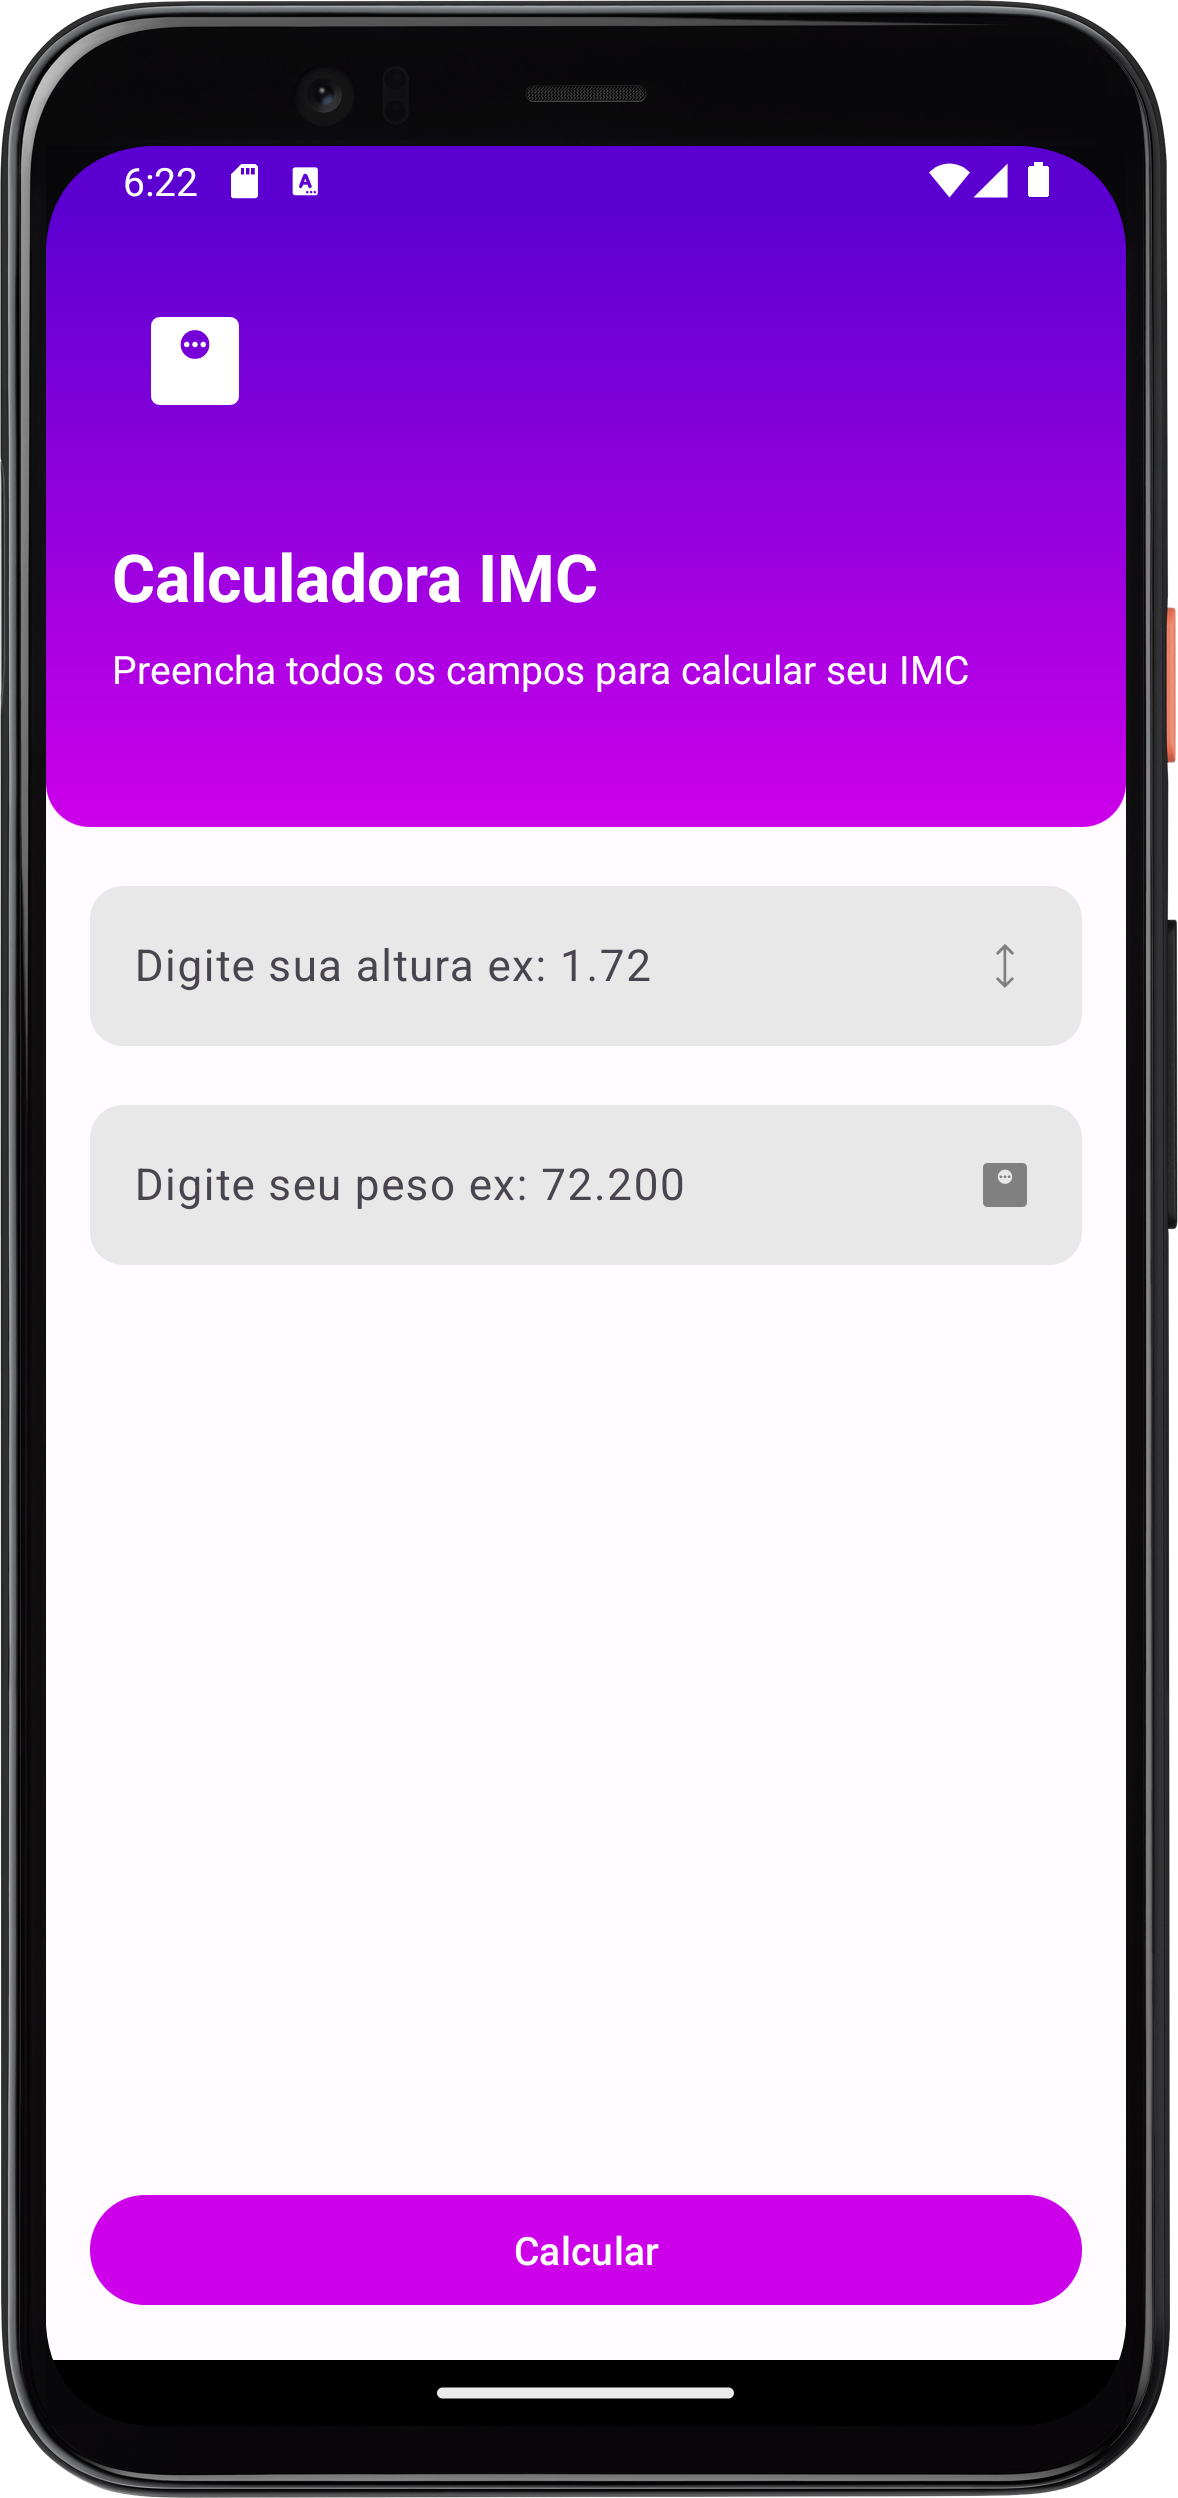 6:22
Calculadora IMC
Preencha todos os campos para calcular seu IMC
Digite sua altura ex: 1.72
Digite seu peso ex: 72.200
Calcular